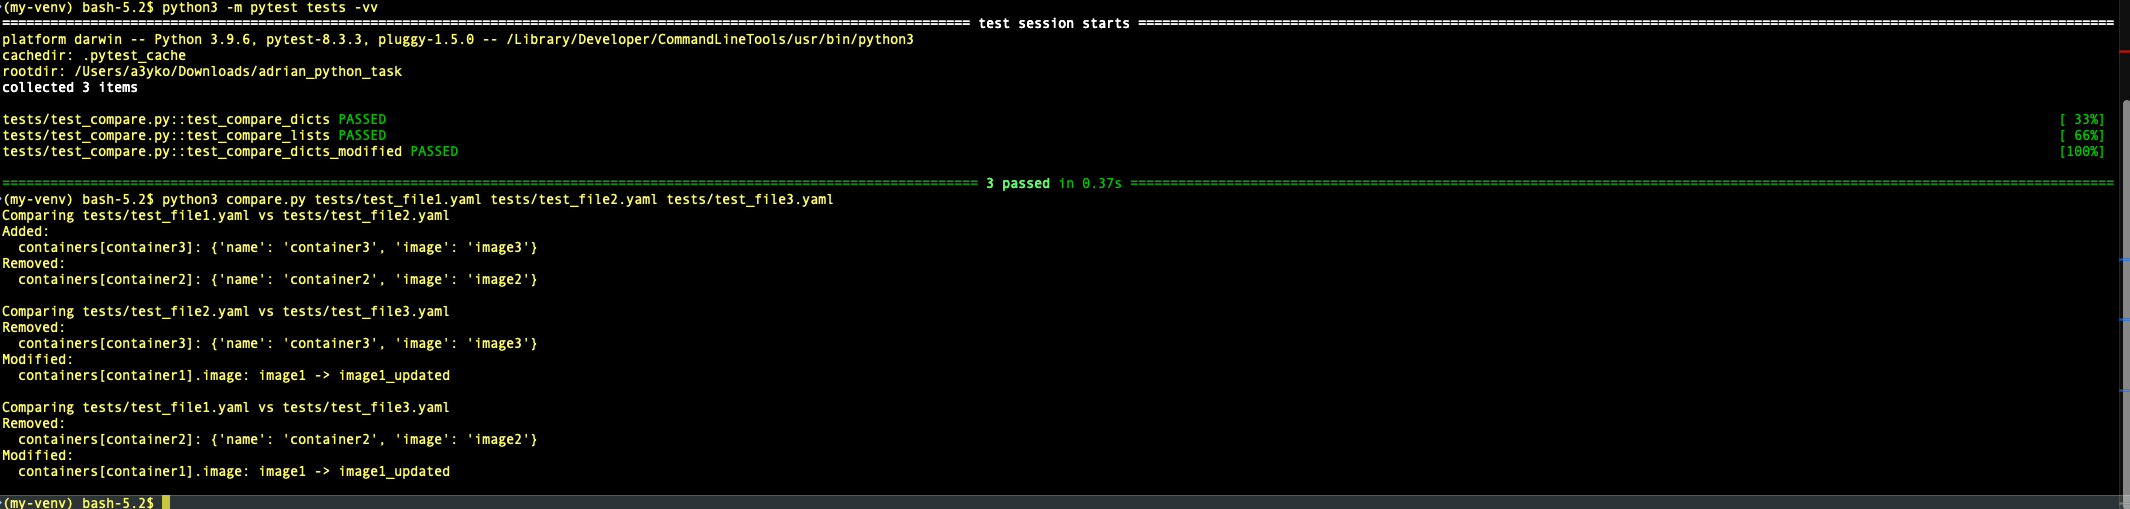 (my-venv) bash-5.2$ python3 -m pytest tests -vv
=========== test session starts ===========
platform darwin -- Python 3.9.6, pytest-8.3.3, pluggy-1.5.0 -- /Library/Developer/CommandLineTools/usr/bin/python3
cachedir: .pytest_cache
rootdir: /Users/a3yko/Downloads/adrian_python_task
collected 3 items
tests/test_compare.py::test_compare_dicts PASSED [ 33%]
tests/test_compare.py::test_compare_lists PASSED [ 66%]
tests/test_compare.py::test_compare_dicts_modified PASSED [100%]
=========== 3 passed in 0.37s ===========
(my-venv) bash-5.2$ python3 compare.py tests/test_file1.yaml tests/test_file2.yaml tests/test_file3.yaml
Comparing tests/test_file1.yaml vs tests/test_file2.yaml
Added:
  containers[container3]: {'name': 'container3', 'image': 'image3'}
Removed:
  containers[container2]: {'name': 'container2', 'image': 'image2'}
Comparing tests/test_file2.yaml vs tests/test_file3.yaml
Removed:
  containers[container3]: {'name': 'container3', 'image': 'image3'}
Modified:
  containers[container1].image: image1 -> image1_updated
Comparing tests/test_file1.yaml vs tests/test_file3.yaml
Removed:
  containers[container2]: {'name': 'container2', 'image': 'image2'}
Modified:
  containers[container1].image: image1 -> image1_updated
(my-venv) bash-5.2$